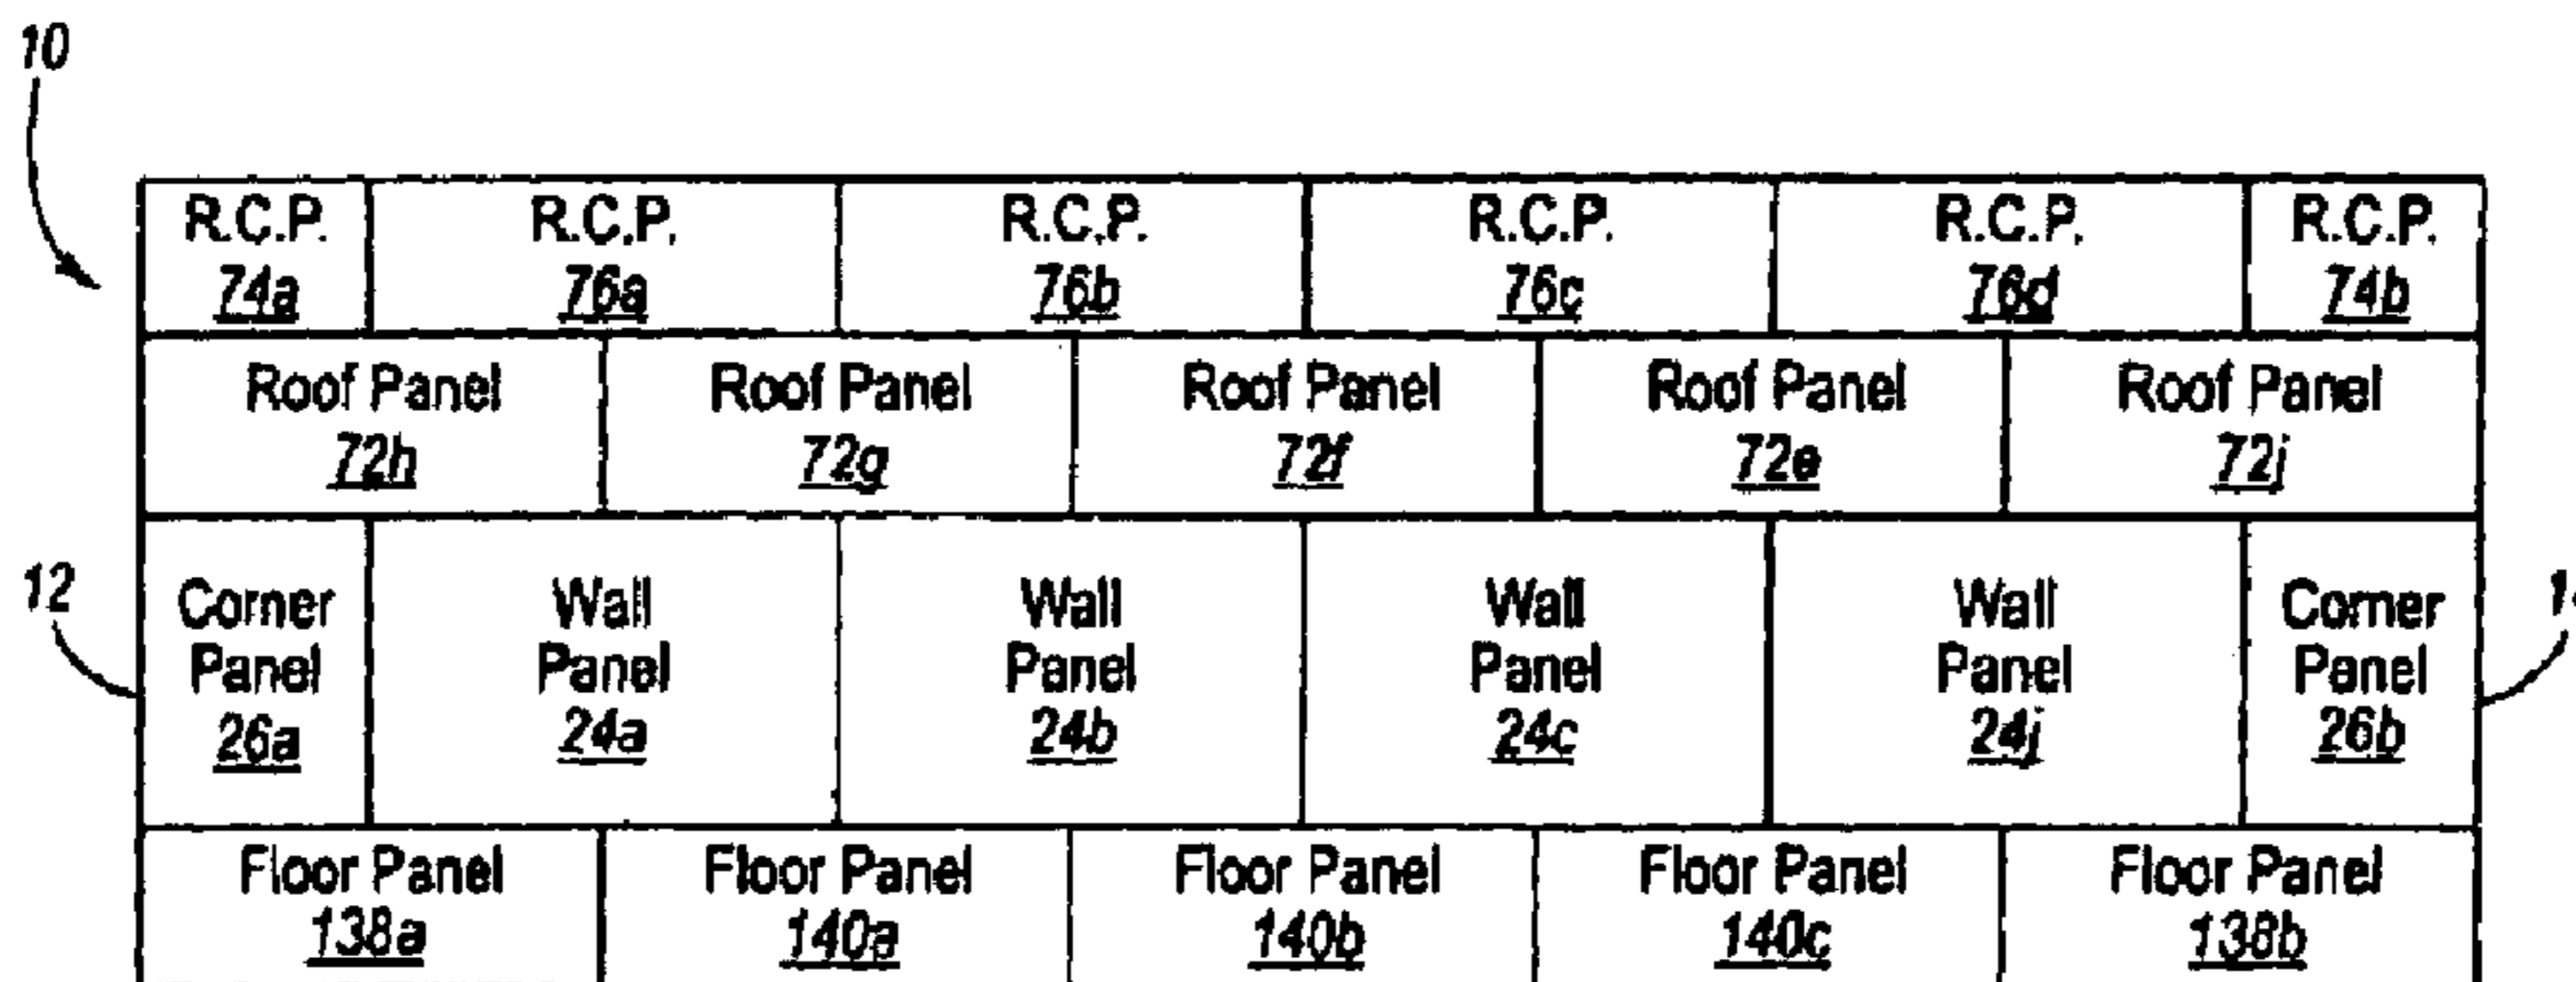 10
R.C.P. R.C.P. R.C.P. R.C.P. R.C.P. R.C.P.
74a 76a 76b 76c 76d 74b
Roof Panel Roof Panel Roof Panel Roof Panel Roof Panel
72h 72g 72f 72e 72j
12
Corner Wall Wall Wall Wall Corner
Panel Panel Panel Panel Panel Panel
26a 24a 24b 24c 24j 26b
Floor Panel Floor Panel Floor Panel Floor Panel Floor Panel
138a 140a 140b 140c 138b